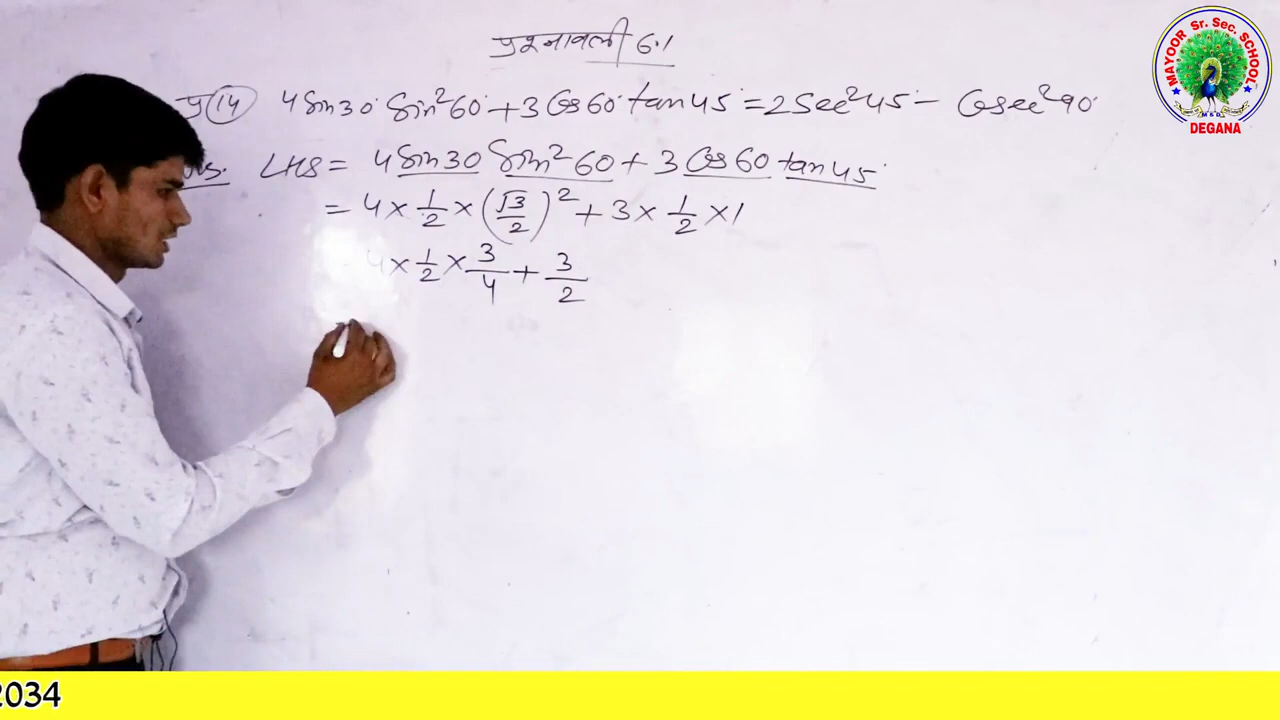 प्रश्नावली 6.1
प्र 14 4 Sin30° Sin²60° + 3 Cos60° tan45° = 2 Sec²45° - Cosec²90°
LHS = 4 Sin30 Sin²60 + 3 Cos60 tan45°
= 4 × 1/2 × (√3/2)² + 3 × 1/2 × 1
4 × 1/2 × 3/4 + 3/2
MAYOOR Sr. Sec. SCHOOL
DEGANA
2034